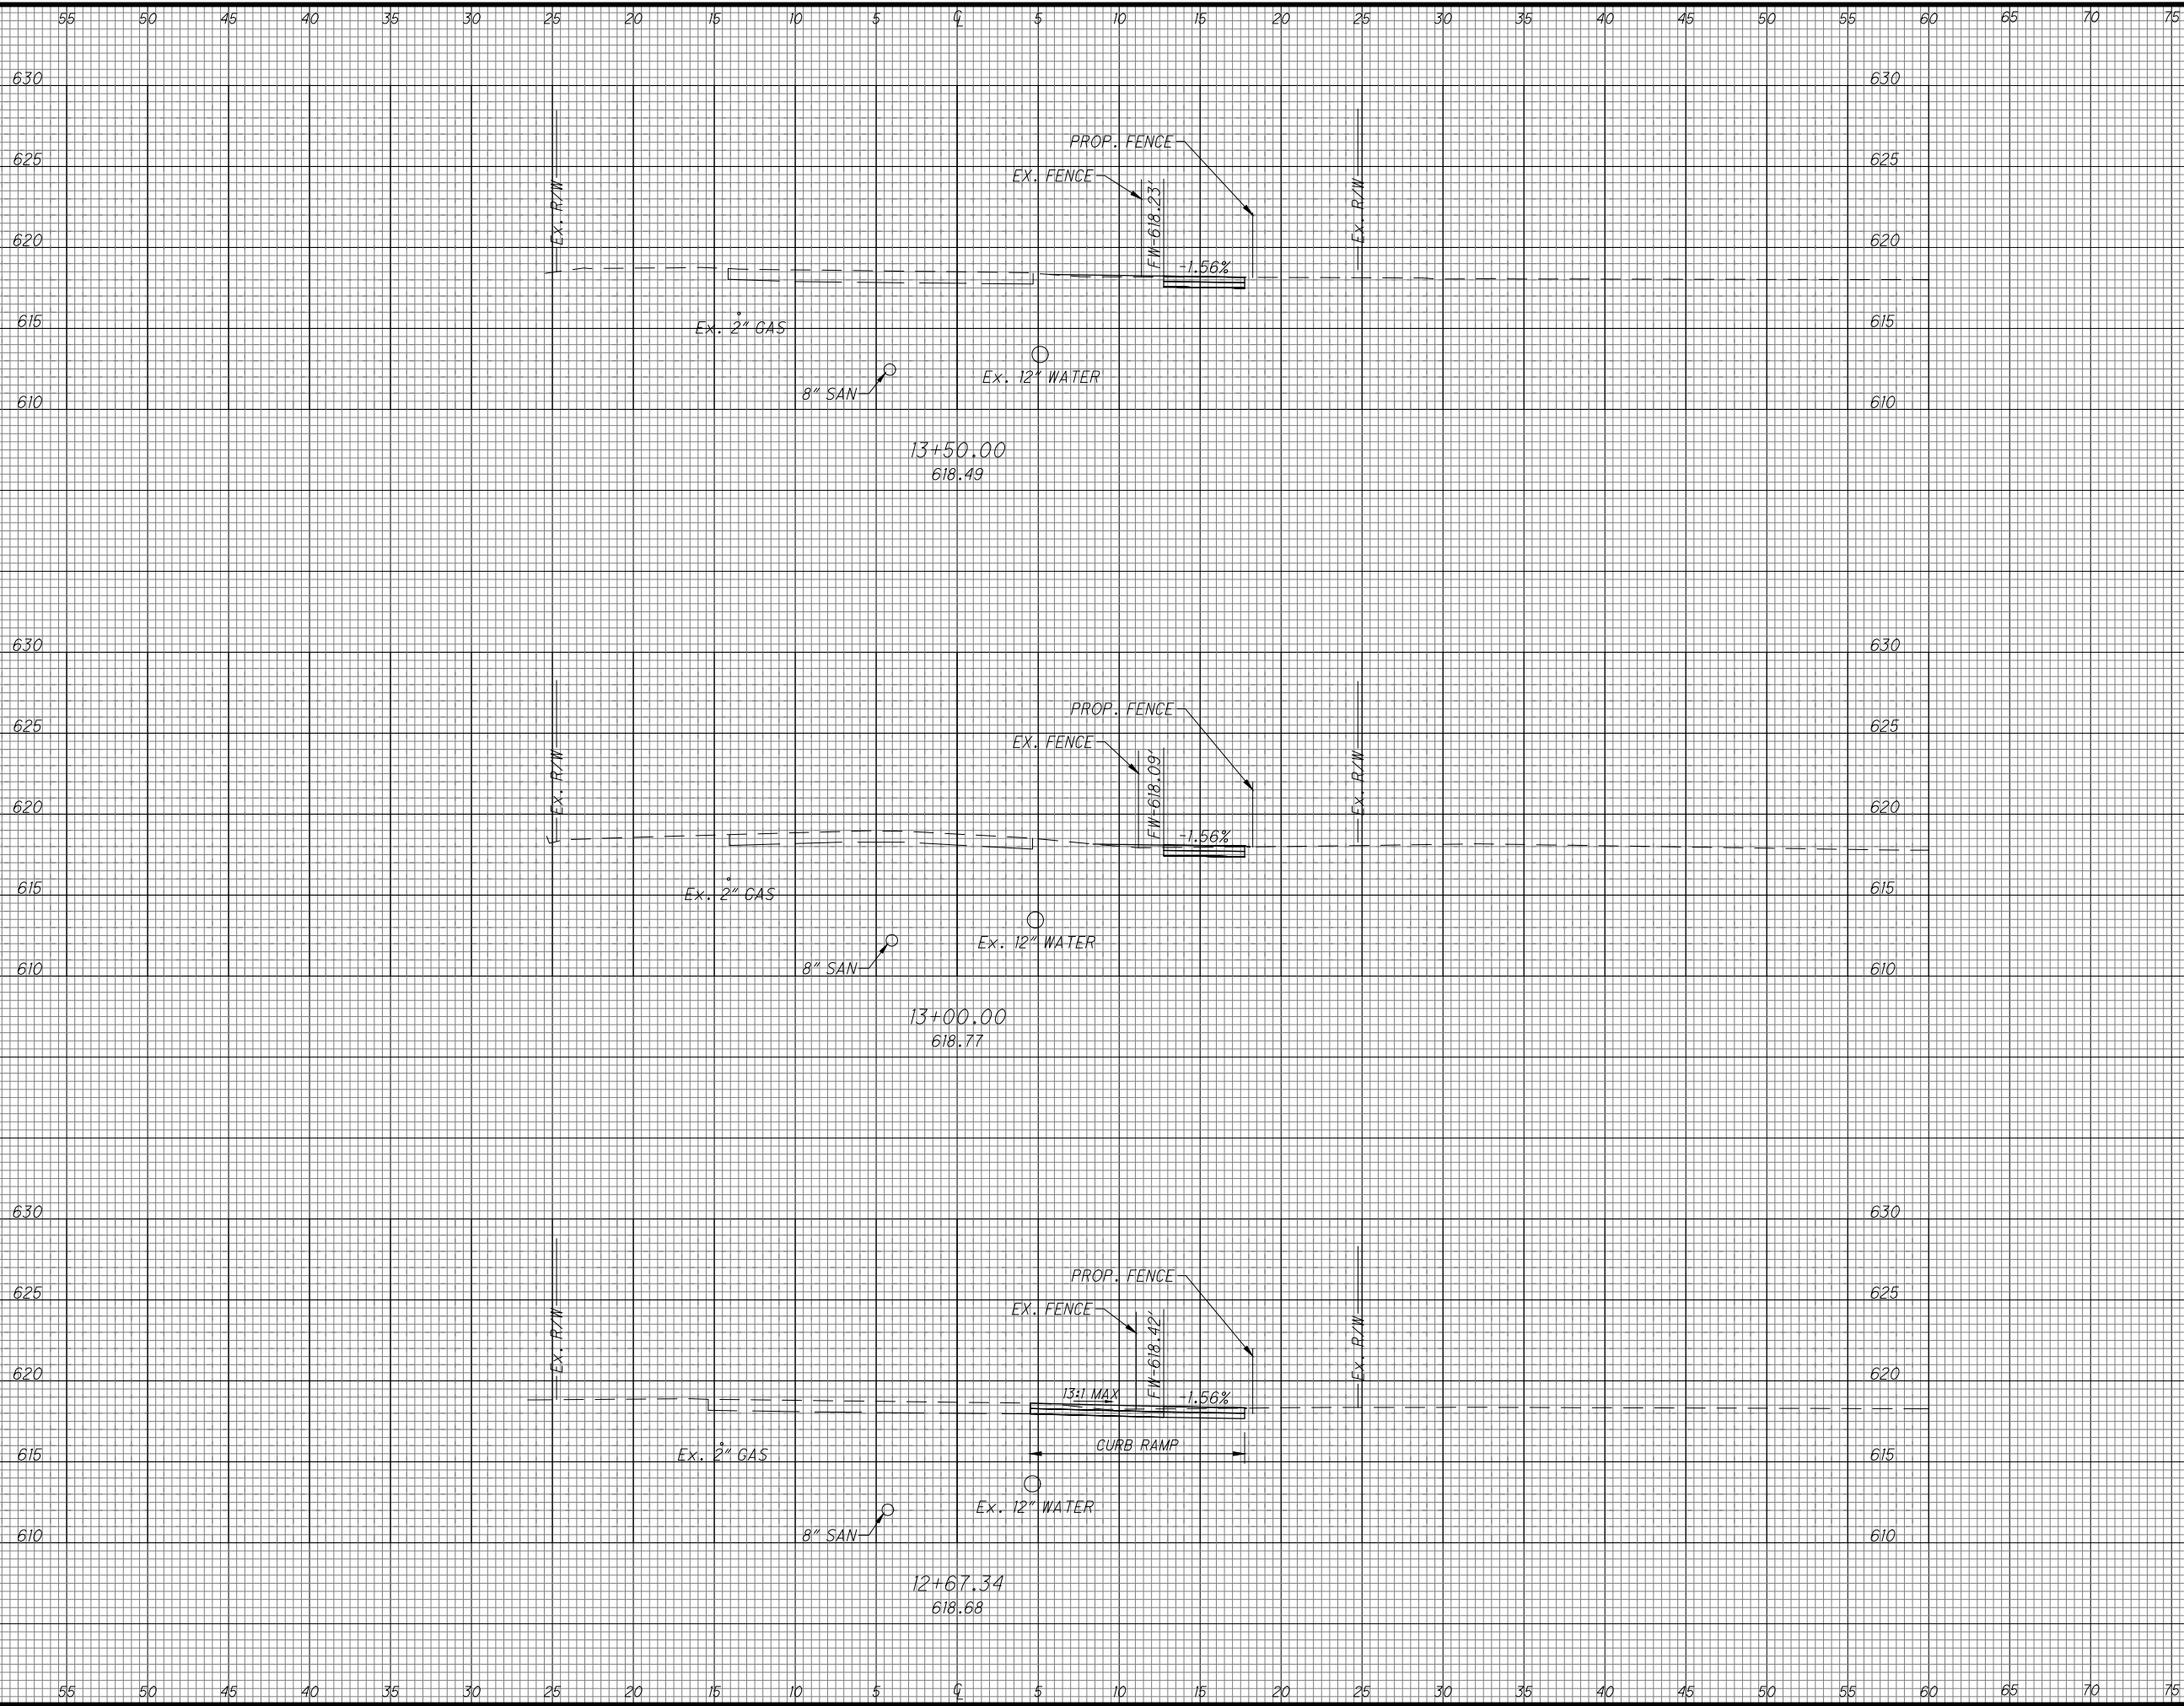 55 50 45 40 35 30 25 20 15 10 5 ℄ 5 10 15 20 25 30 35 40 45 50 55 60 65 70 75
630 630
PROP. FENCE
625 625
EX. FENCE
Ex. R/W
FW-618.23'
Ex. R/W
620 620
-1.56%
615 615
Ex. 2" GAS
Ex. 12" WATER
8" SAN
610 610
13+50.00
618.49
630 630
PROP. FENCE
625 625
EX. FENCE
Ex. R/W
FW-618.09'
Ex. R/W
620 620
-1.56%
615 615
Ex. 2" GAS
Ex. 12" WATER
8" SAN
610 610
13+00.00
618.77
630 630
PROP. FENCE
625 625
EX. FENCE
Ex. R/W
FW-618.42'
Ex. R/W
620 620
13:1 MAX
-1.56%
CURB RAMP
615 615
Ex. 2" GAS
Ex. 12" WATER
8" SAN
610 610
12+67.34
618.68
55 50 45 40 35 30 25 20 15 10 5 ℄ 5 10 15 20 25 30 35 40 45 50 55 60 65 70 75